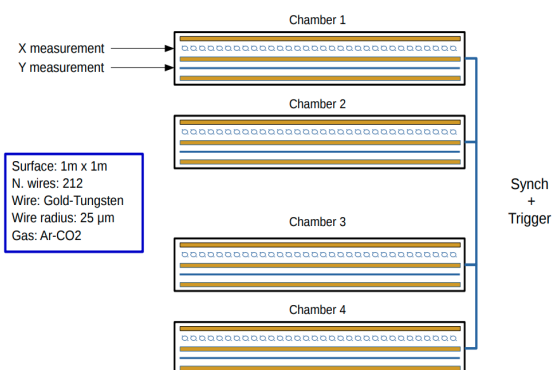 Chamber 1
X measurement
Y measurement
Chamber 2
Surface: 1m x 1m
N. wires: 212
Wire: Gold-Tungsten
Wire radius: 25 μm
Gas: Ar-CO2
Synch
+
Trigger
Chamber 3
Chamber 4